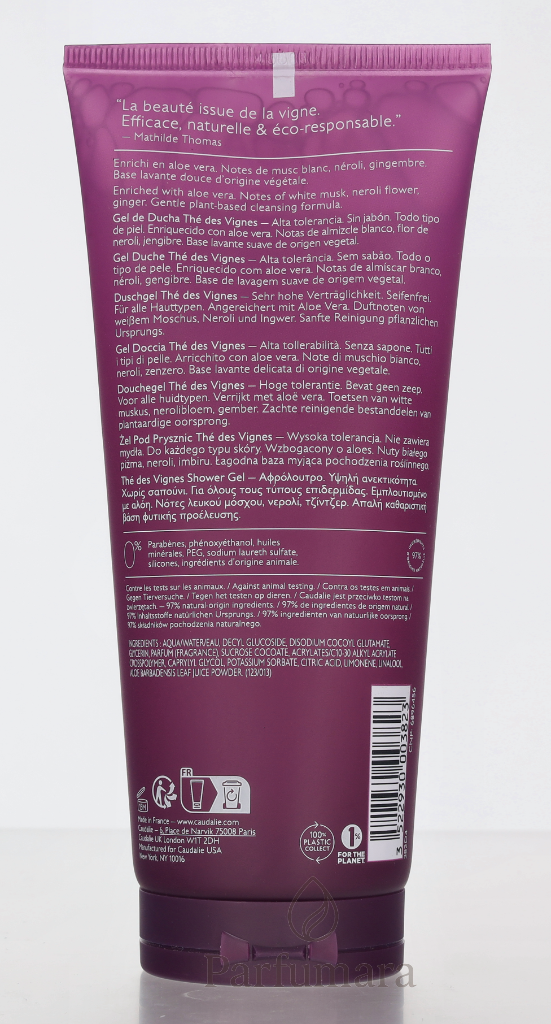 “La beauté issue de la vigne.
Efficace, naturelle & éco-responsable.”
— Mathilde Thomas
Enrichi en aloe vera. Notes de musc blanc, néroli, gingembre.
Base lavante douce d'origine végétale.
Enriched with aloe vera. Notes of white musk, neroli flower,
ginger. Gentle plant-based cleansing formula.
Gel de Ducha Thé des Vignes — Alta tolerancia. Sin jabón. Todo tipo
de piel. Enriquecido con aloe vera. Notas de almizcle blanco, flor de
neroli, jengibre. Base lavante suave de origen vegetal.
Gel Duche Thé des Vignes — Alta tolerância. Sem sabão. Todo o
tipo de pele. Enriquecido com aloe vera. Notas de almíscar branco,
néroli, gengibre. Base de lavagem suave de origem vegetal.
Duschgel Thé des Vignes — Sehr hohe Verträglichkeit. Seifenfrei.
Für alle Hauttypen. Angereichert mit Aloe Vera. Duftnoten von
weißem Moschus, Neroli und Ingwer. Sanfte Reinigung pflanzlichen
Ursprungs.
Gel Doccia Thé des Vignes — Alta tollerabilità. Senza sapone. Tutti
i tipi di pelle. Arricchito con aloe vera. Note di muschio bianco,
neroli, zenzero. Base lavante delicata di origine vegetale.
Douchegel Thé des Vignes — Hoge tolerantie. Bevat geen zeep.
Voor alle huidtypen. Verrijkt met aloë vera. Toetsen van witte
muskus, nerolibloem, gember. Zachte reinigende bestanddelen van
plantaardige oorsprong.
Żel Pod Prysznic Thé des Vignes — Wysoka tolerancja. Nie zawiera
mydła. Do każdego typu skóry. Wzbogacony o aloes. Nuty białego
piżma, neroli, imbiru. Łagodna baza myjąca pochodzenia roślinnego.
Thé des Vignes Shower Gel — Αφρόλουτρο. Υψηλή ανεκτικότητα.
Χωρίς σαπούνι. Για όλους τους τύπους επιδερμίδας. Εμπλουτισμένο
με αλόη. Νότες λευκού μόσχου, νερολί, τζίντζερ. Απαλή καθαριστική
βάση φυτικής προέλευσης.
0% Parabènes, phénoxyéthanol, huiles
minérales, PEG, sodium laureth sulfate,
silicones, ingrédients d'origine animale.
97%
Contre les tests sur les animaux. / Against animal testing. / Contra os testes em animais. /
Gegen Tierversuche. / Tegen het testen op dieren. / Caudalie jest przeciwko testom na
zwierzętach. — 97% natural origin ingredients. / 97% de ingredientes de origem natural. /
97% Inhaltsstoffe natürlichen Ursprungs. / 97% ingrediënten van natuurlijke oorsprong /
97% składników pochodzenia naturalnego.
INGREDIENTS : AQUA/WATER/EAU, DECYL GLUCOSIDE, DISODIUM COCOYL GLUTAMATE,
GLYCERIN, PARFUM (FRAGRANCE), SUCROSE COCOATE, ACRYLATES/C10-30 ALKYL ACRYLATE
CROSSPOLYMER, CAPRYLYL GLYCOL, POTASSIUM SORBATE, CITRIC ACID, LIMONENE, LINALOOL,
ALOE BARBADENSIS LEAF JUICE POWDER. (123/013)
CMP 6896456
3 522930 003823
FR
Made in France – www.caudalie.com
Caudalie – 6, Place de Narvik 75008 Paris
Caudalie UK London W1T 2DH
Manufactured for Caudalie USA
New York, NY 10016
100%
PLASTIC
COLLECT
1%
FOR THE
PLANET
Parfumara